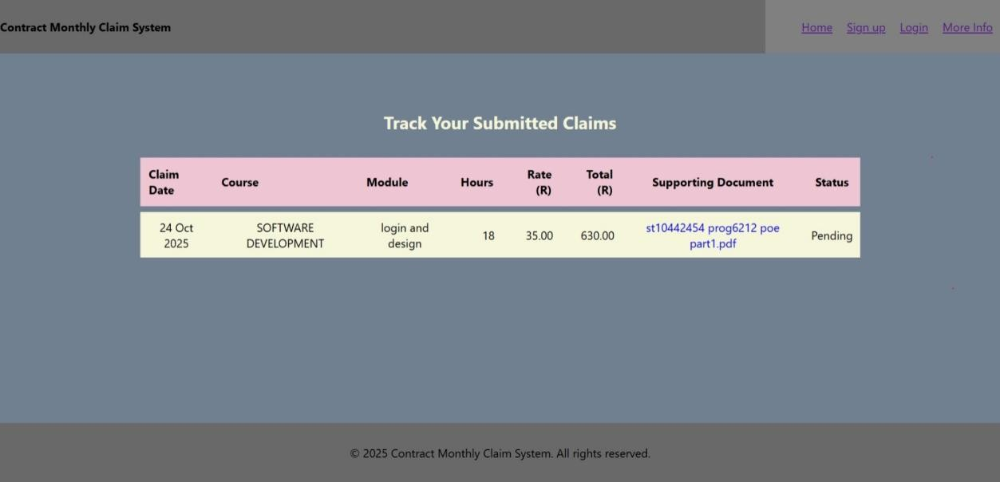 Contract Monthly Claim System
Home Sign up Login More Info
Track Your Submitted Claims
Claim Date Course Module Hours Rate (R) Total (R) Supporting Document Status
24 Oct 2025 SOFTWARE DEVELOPMENT login and design 18 35.00 630.00 st10442454 prog6212 poe part1.pdf Pending
© 2025 Contract Monthly Claim System. All rights reserved.